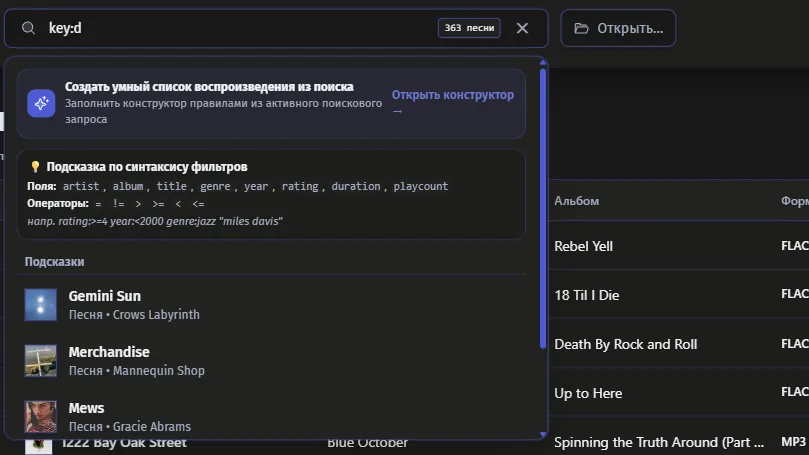 key:d
363 песни
Открыть...
Создать умный список воспроизведения из поиска
Заполнить конструктор правилами из активного поискового запроса
Открыть конструктор →
💡 Подсказка по синтаксису фильтров
Поля: artist, album, title, genre, year, rating, duration, playcount
Операторы: = != > >= < <=
напр. rating:>=4 year:<2000 genre:jazz "miles davis"
Подсказки
Gemini Sun
Песня • Crows Labyrinth
Merchandise
Песня • Mannequin Shop
Mews
Песня • Gracie Abrams
Альбом
Rebel Yell
FLAC
18 Til I Die
FLAC
Death By Rock and Roll
FLAC
Up to Here
FLAC
1222 Bay Oak Street
Blue October
Spinning the Truth Around (Part ...
MP3